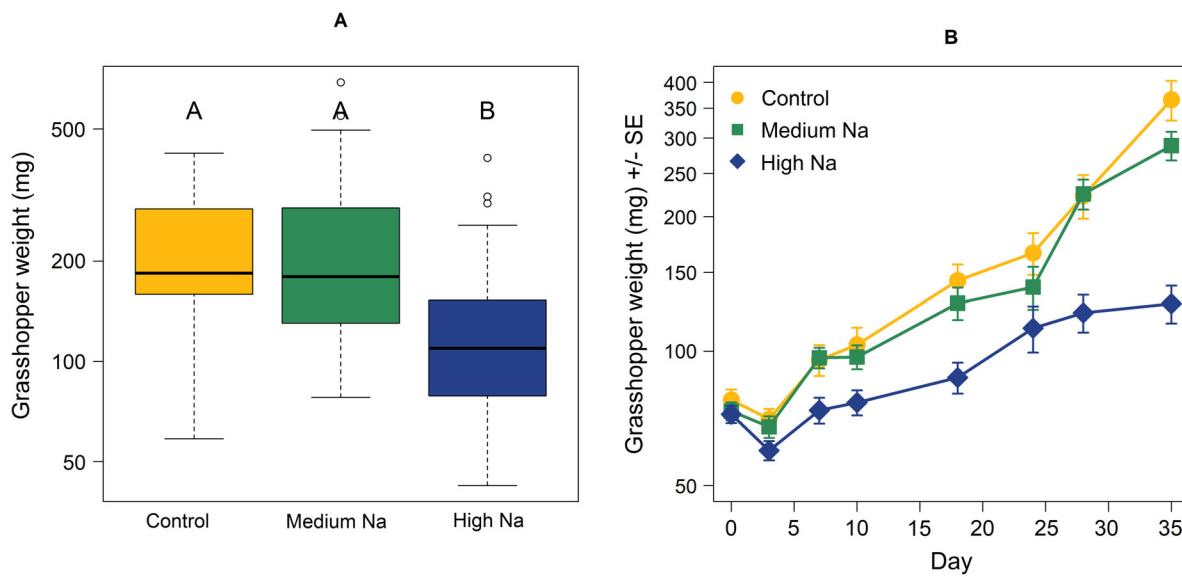 A
Grasshopper weight (mg)
500
200
100
50
A
A
B
Control
Medium Na
High Na
B
Grasshopper weight (mg) +/- SE
400
350
300
250
200
150
100
50
Control
Medium Na
High Na
0
5
10
15
20
25
30
35
Day